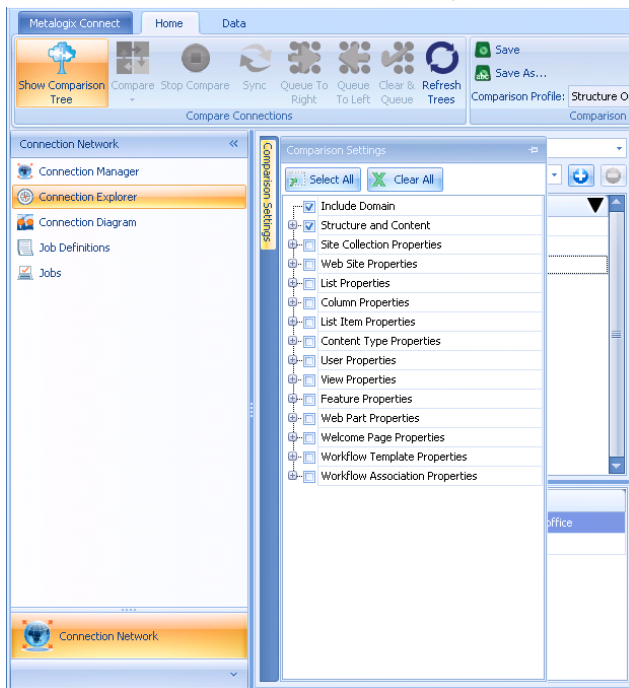 Metalogix Connect Home Data
Show Comparison Tree
Compare
Stop Compare
Sync
Queue To Right
Queue To Left
Clear & Queue
Refresh Trees
Compare Connections
Save
Save As...
Comparison Profile: Structure O
Comparison
Connection Network
Connection Manager
Connection Explorer
Connection Diagram
Job Definitions
Jobs
Connection Network
Comparison Settings
Comparison Settings
Select All Clear All
Include Domain
Structure and Content
Site Collection Properties
Web Site Properties
List Properties
Column Properties
List Item Properties
Content Type Properties
User Properties
View Properties
Feature Properties
Web Part Properties
Welcome Page Properties
Workflow Template Properties
Workflow Association Properties
office